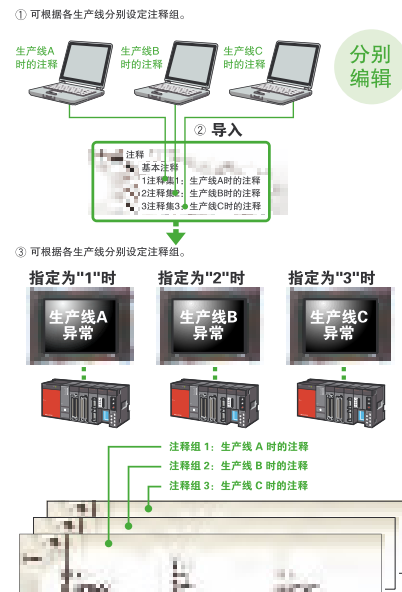 ① 可根据各生产线分别设定注释组。
生产线A
时的注释
生产线B
时的注释
生产线C
时的注释
分别
编辑
② 导入
注释
基本注释
1注释集1：生产线A时的注释
2注释集2：生产线B时的注释
3注释集3：生产线C时的注释
③ 可根据各生产线分别设定注释组。
指定为"1"时
指定为"2"时
指定为"3"时
生产线A
异常
生产线B
异常
生产线C
异常
注释组 1：生产线 A 时的注释
注释组 2：生产线 B 时的注释
注释组 3：生产线 C 时的注释